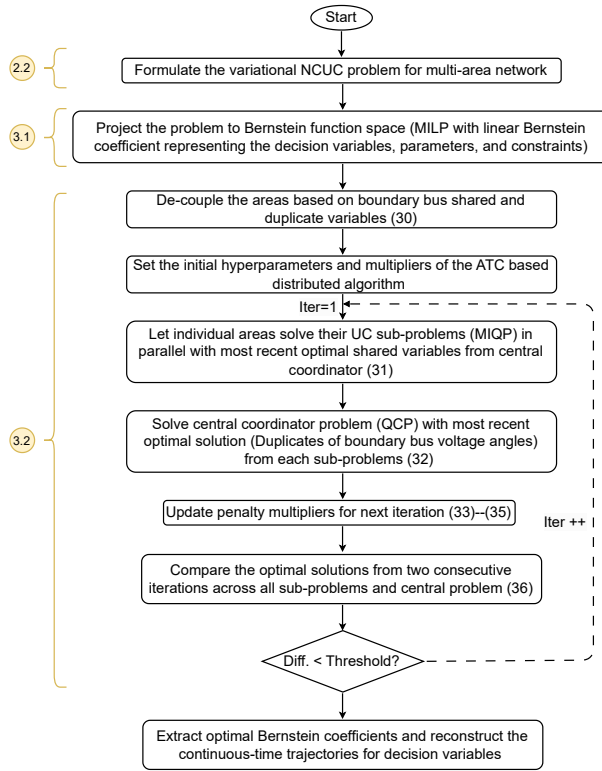 Start
2.2
Formulate the variational NCUC problem for multi-area network
3.1
Project the problem to Bernstein function space (MILP with linear Bernstein
coefficient representing the decision variables, parameters, and constraints)
De-couple the areas based on boundary bus shared and
duplicate variables (30)
Set the initial hyperparameters and multipliers of the ATC based
distributed algorithm
Iter=1
Let individual areas solve their UC sub-problems (MIQP) in
parallel with most recent optimal shared variables from central
coordinator (31)
3.2
Solve central coordinator problem (QCP) with most recent
optimal solution (Duplicates of boundary bus voltage angles)
from each sub-problems (32)
Update penalty multipliers for next iteration (33)--(35)
Iter ++
Compare the optimal solutions from two consecutive
iterations across all sub-problems and central problem (36)
Diff. < Threshold?
Extract optimal Bernstein coefficients and reconstruct the
continuous-time trajectories for decision variables